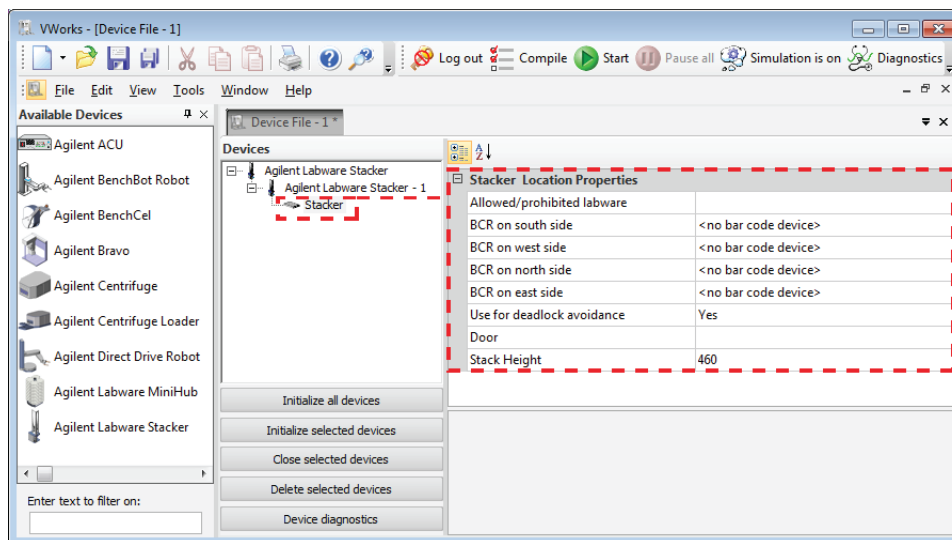 VWorks - [Device File - 1]
Log out Compile Start Pause all Simulation is on Diagnostics
File Edit View Tools Window Help
Available Devices
Agilent ACU
Agilent BenchBot Robot
Agilent BenchCel
Agilent Bravo
Agilent Centrifuge
Agilent Centrifuge Loader
Agilent Direct Drive Robot
Agilent Labware MiniHub
Agilent Labware Stacker
Enter text to filter on:
Device File - 1 *
Devices
Agilent Labware Stacker
Agilent Labware Stacker - 1
Stacker
Initialize all devices
Initialize selected devices
Close selected devices
Delete selected devices
Device diagnostics
Stacker Location Properties
Allowed/prohibited labware
BCR on south side <no bar code device>
BCR on west side <no bar code device>
BCR on north side <no bar code device>
BCR on east side <no bar code device>
Use for deadlock avoidance Yes
Door
Stack Height 460